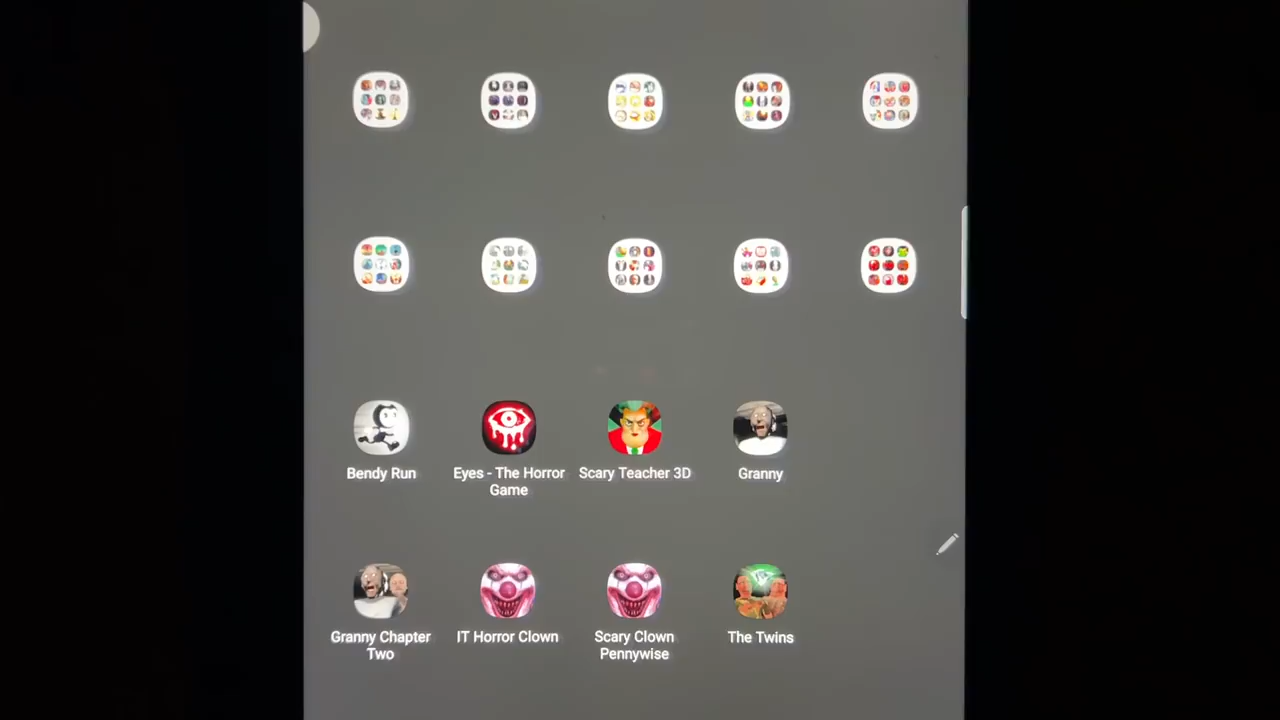 Bendy Run
Eyes - The Horror
Game
Scary Teacher 3D
Granny
Granny Chapter
Two
IT Horror Clown
Scary Clown
Pennywise
The Twins